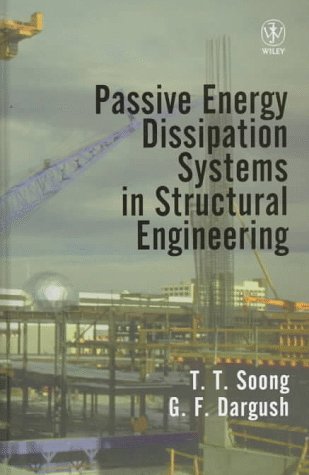 WILEY
Passive Energy
Dissipation
Systems
in Structural
Engineering
T. T. Soong
G. F. Dargush